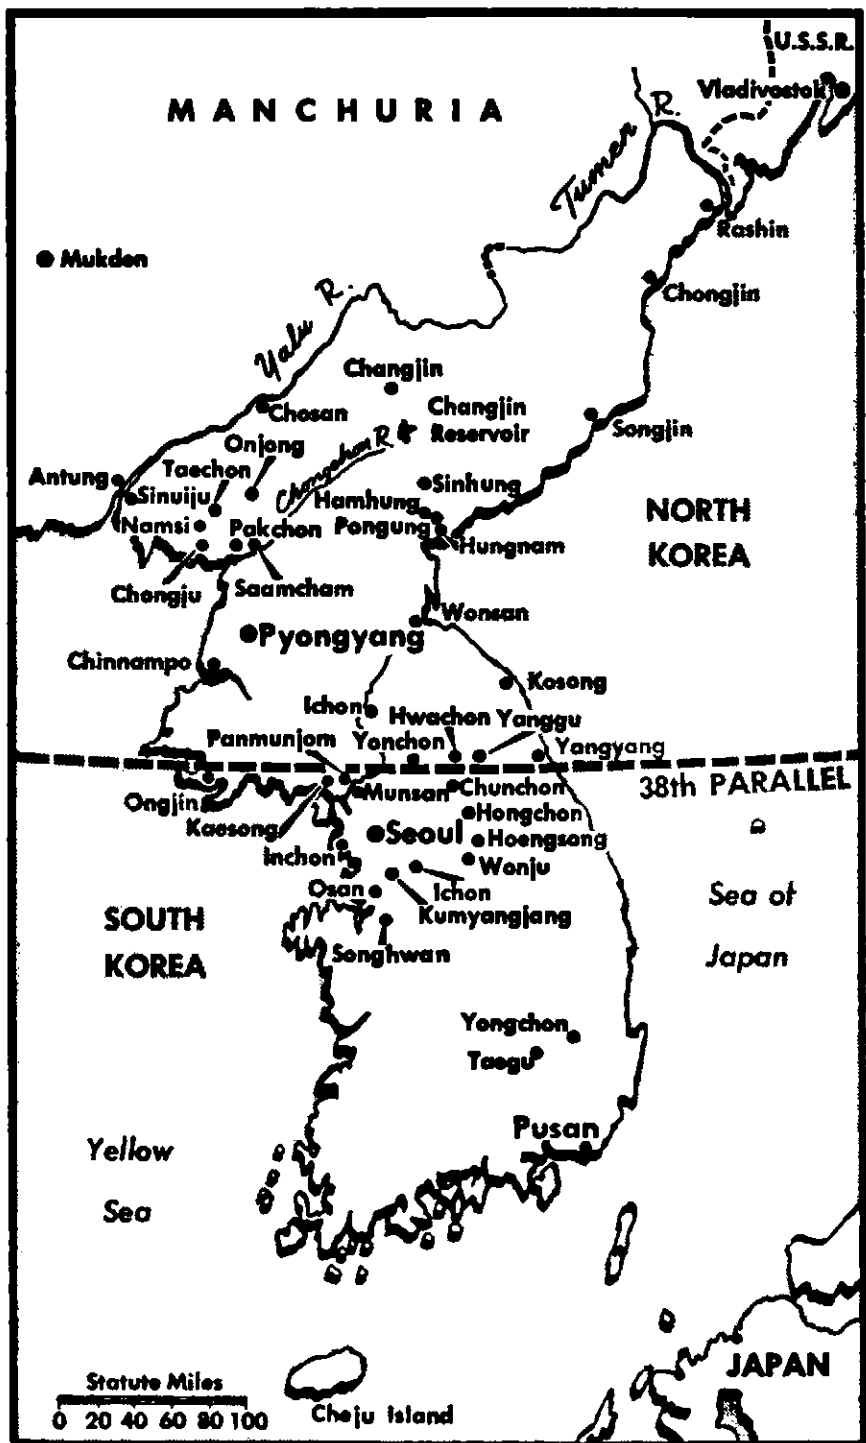 U.S.S.R.
MANCHURIA
Vladivostok
Tumen R.
Rashin
Mukden
Chongjin
Yalu R.
Changjin
Chosan
Changjin
Reservoir
Songjin
Onjong
Chongchon R.
Taechon
Antung
Sinuiju
Sinhung
Hamhung
NORTH
KOREA
Namsi
Pakchon
Pongung
Hungnam
Chongju
Saamcham
Wonsan
Pyongyang
Chinnampo
Kosong
Ichon
Hwachon
Yanggu
Panmunjom
Yonchon
Yangyang
38th PARALLEL
Ongjin
Munsan
Chunchon
Kaesong
Hongchon
Seoul
Hoengsong
Inchon
Wonju
Osan
Ichon
Kumyangjang
Sea of
Japan
SOUTH
KOREA
Songhwan
Yongchon
Taegu
Pusan
Yellow
Sea
JAPAN
Statute Miles
0 20 40 60 80 100
Cheju Island